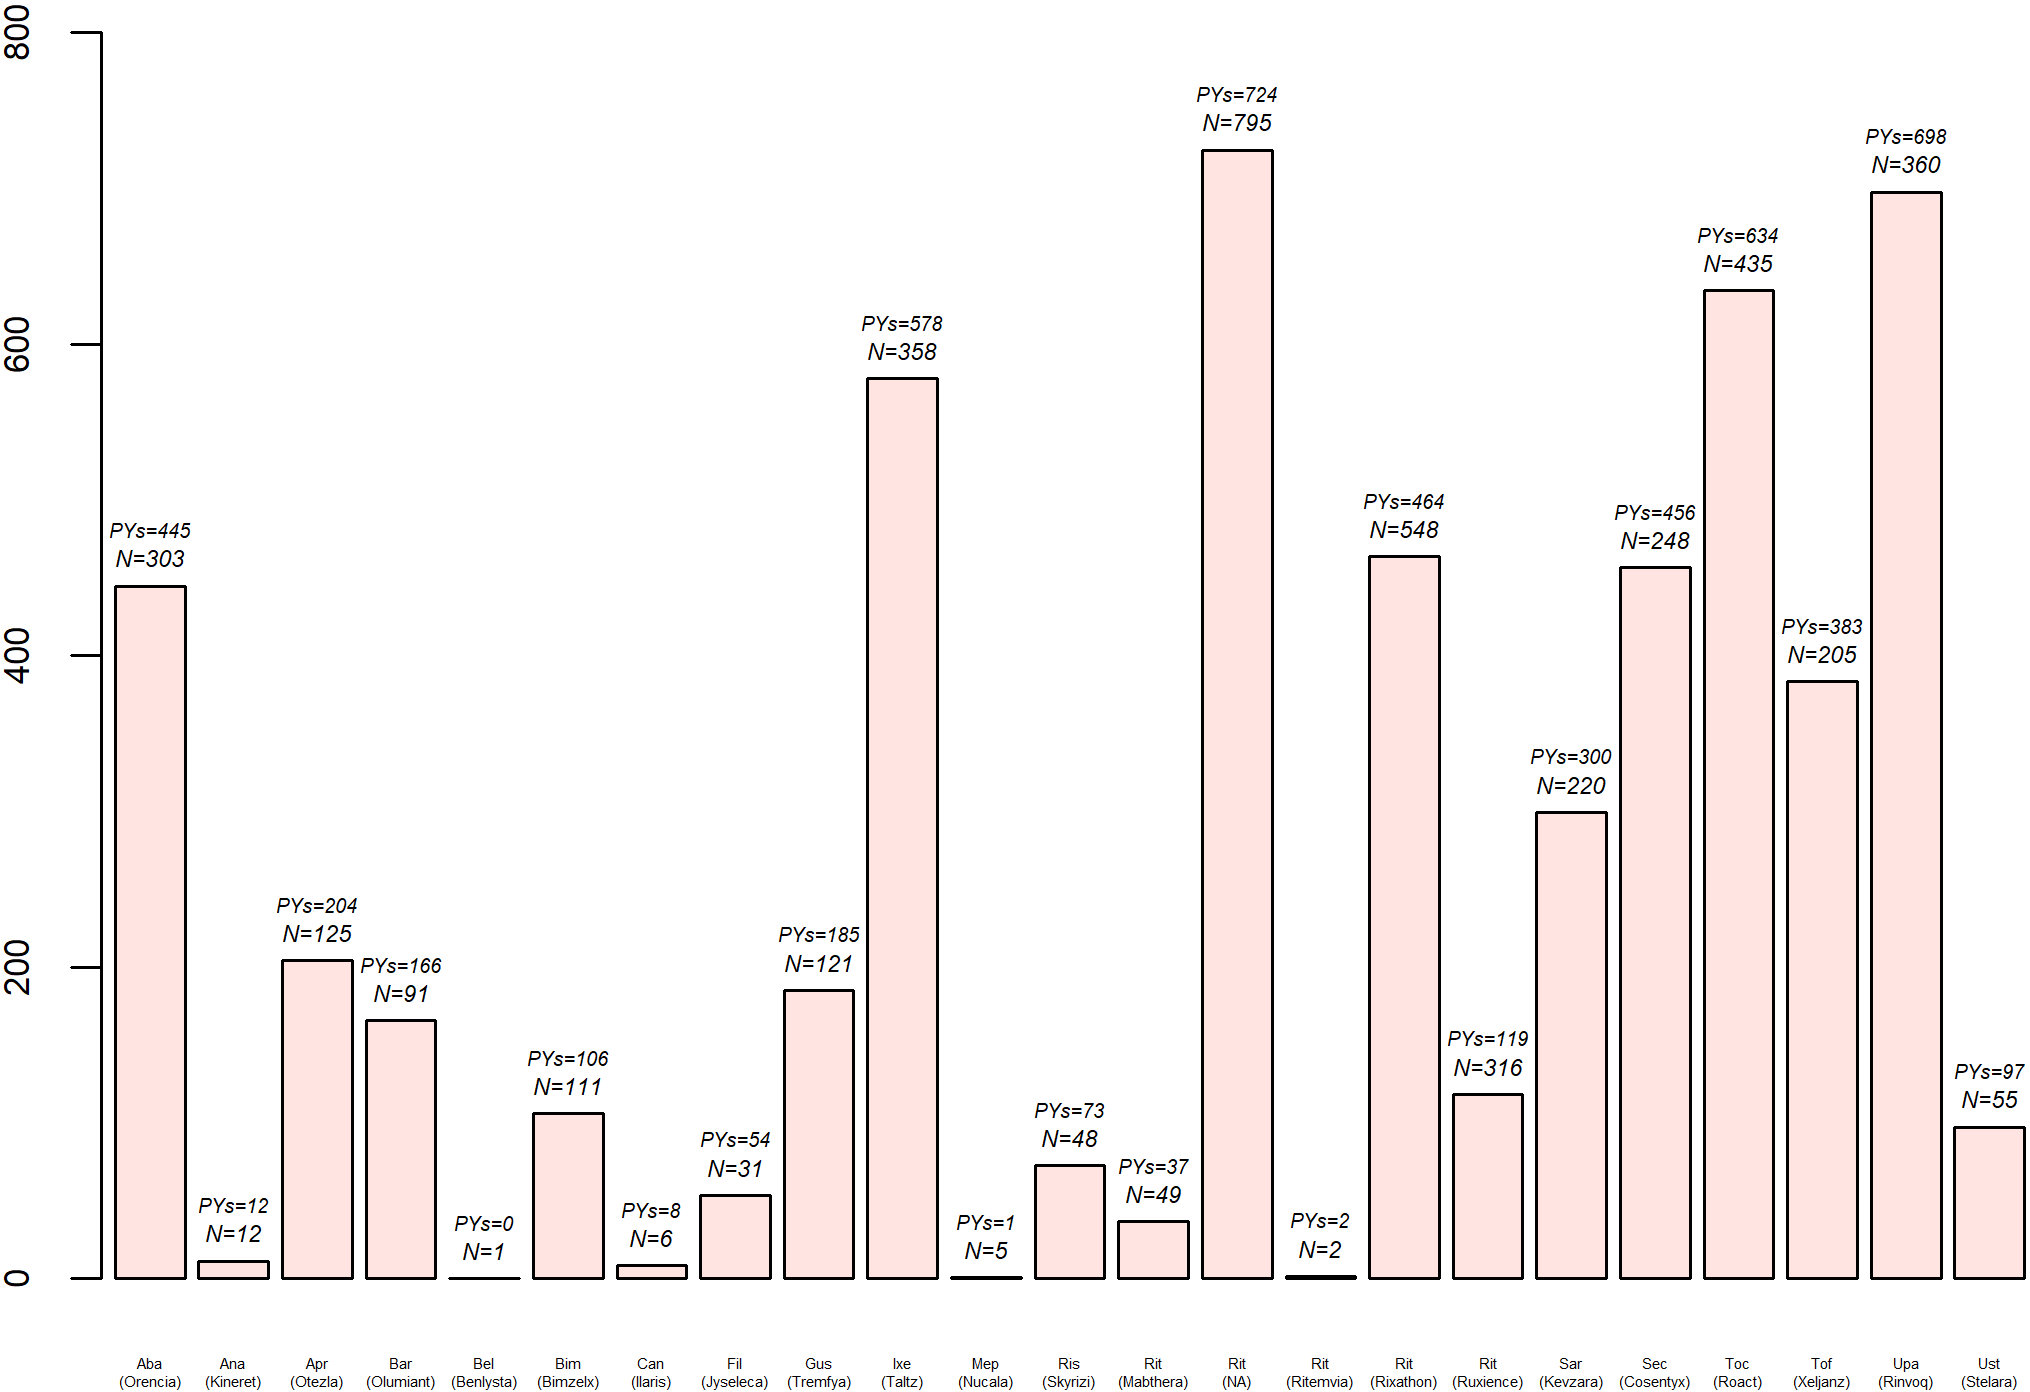 800
600
400
200
0
PYs=445
N=303
PYs=12
N=12
PYs=204
N=125
PYs=166
N=91
PYs=0
N=1
PYs=106
N=111
PYs=8
N=6
PYs=54
N=31
PYs=185
N=121
PYs=578
N=358
PYs=1
N=5
PYs=73
N=48
PYs=37
N=49
PYs=724
N=795
PYs=2
N=2
PYs=464
N=548
PYs=119
N=316
PYs=300
N=220
PYs=456
N=248
PYs=634
N=435
PYs=383
N=205
PYs=698
N=360
PYs=97
N=55
Aba
(Orencia)
Ana
(Kineret)
Apr
(Otezla)
Bar
(Olumiant)
Bel
(Benlysta)
Bim
(Bimzelx)
Can
(Ilaris)
Fil
(Jyseleca)
Gus
(Tremfya)
Ixe
(Taltz)
Mep
(Nucala)
Ris
(Skyrizi)
Rit
(Mabthera)
Rit
(NA)
Rit
(Ritemvia)
Rit
(Rixathon)
Rit
(Ruxience)
Sar
(Kevzara)
Sec
(Cosentyx)
Toc
(Roact)
Tof
(Xeljanz)
Upa
(Rinvoq)
Ust
(Stelara)